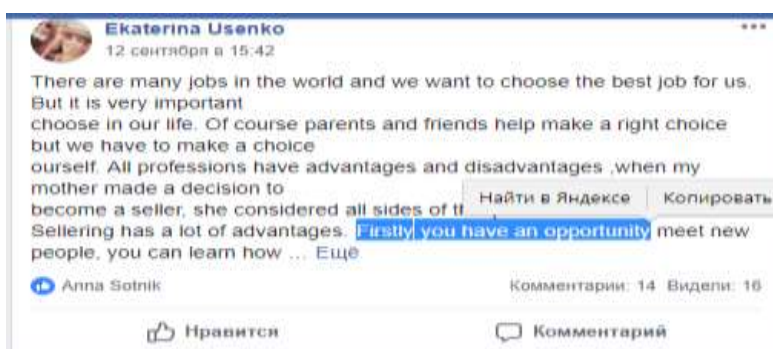 Ekaterina Usenko
12 сентября в 15:42
There are many jobs in the world and we want to choose the best job for us.
But it is very important
choose in our life. Of course parents and friends help make a right choice
but we have to make a choice
ourself. All professions have advantages and disadvantages ,when my
mother made a decision to
become a seller, she considered all sides of
Найти в Яндексе Копировать
Sellering has a lot of advantages. Firstly you have an opportunity meet new
people, you can learn how ... Ещё
Anna Sotnik Комментарии: 14 Видели: 16
Нравится Комментарий